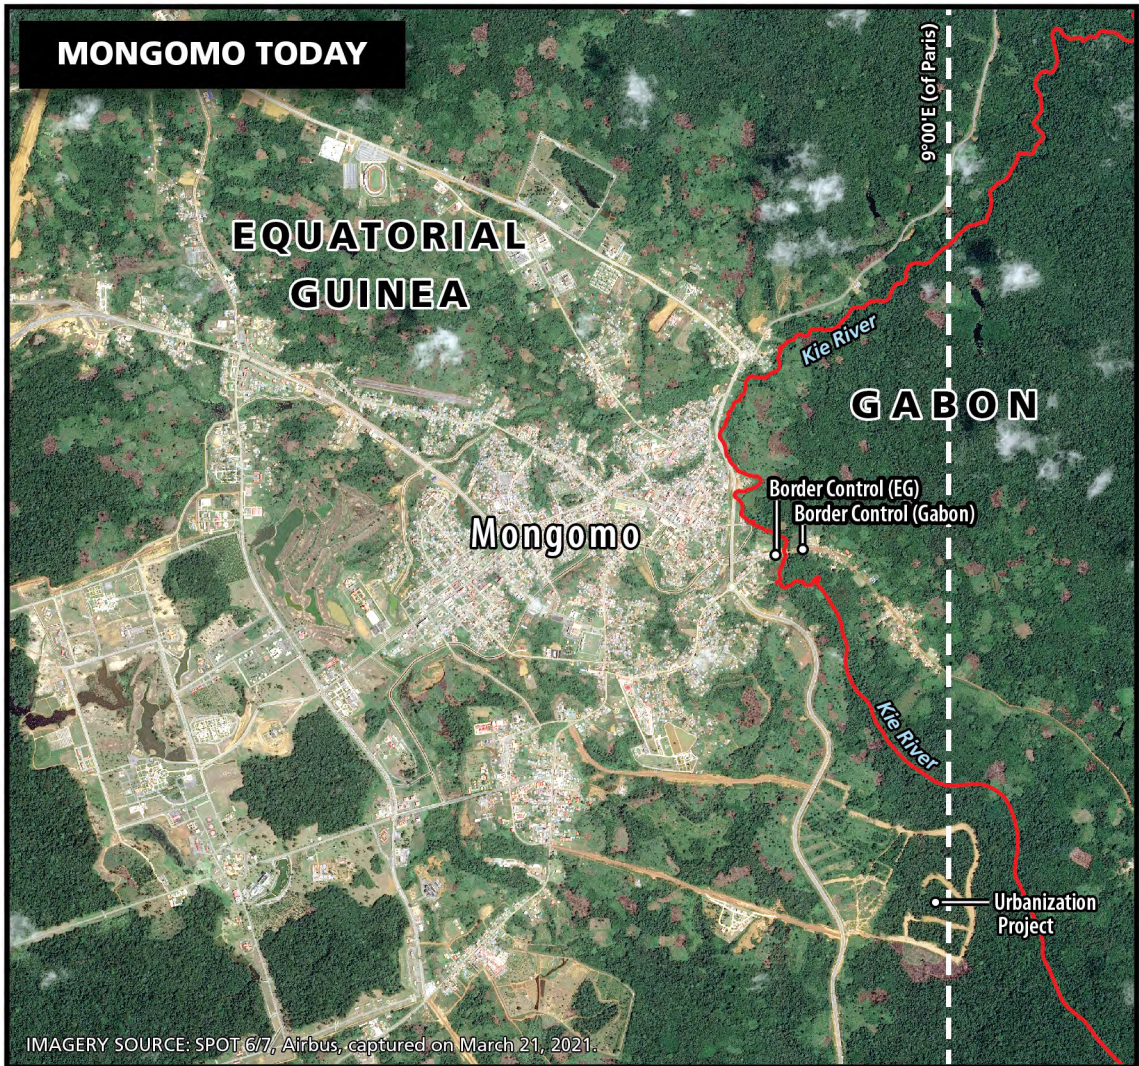 MONGOMO TODAY
9°00'E (of Paris)
EQUATORIAL
GUINEA
Kie River
GABON
Border Control (EG)
Border Control (Gabon)
Mongomo
Kie River
Urbanization
Project
IMAGERY SOURCE: SPOT 6/7, Airbus, captured on March 21, 2021.